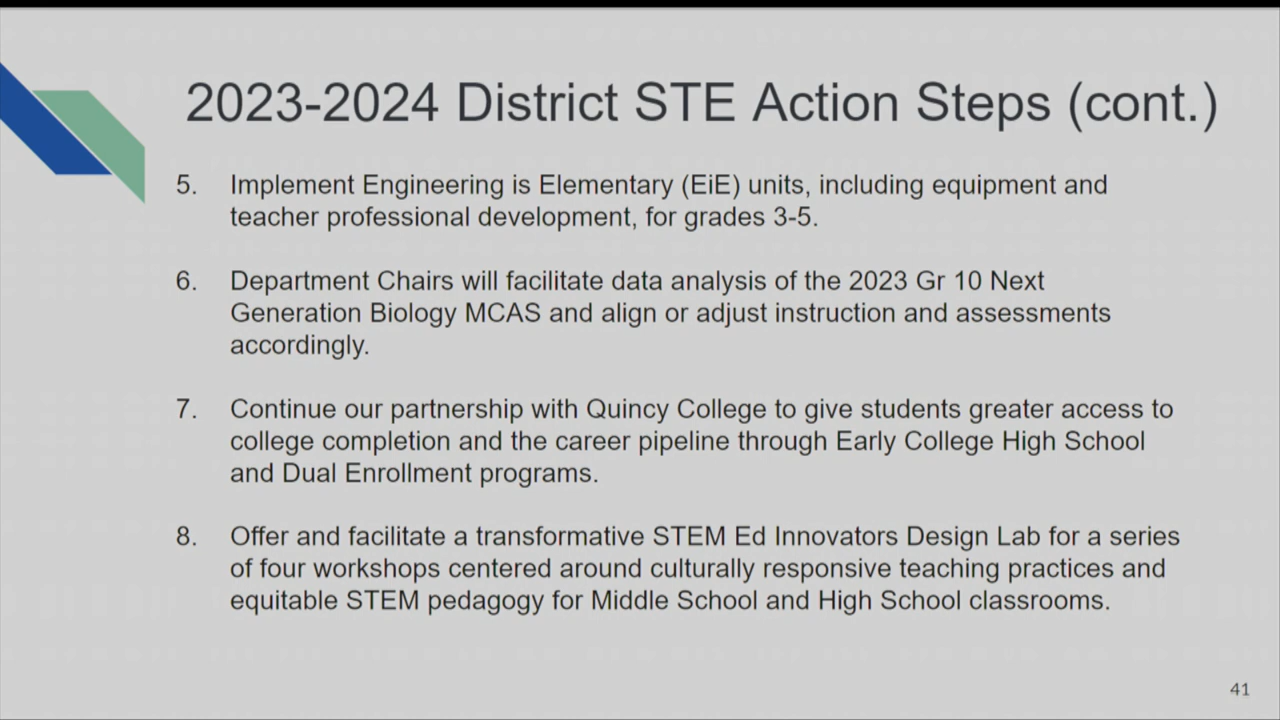 2023-2024 District STE Action Steps (cont.)
5. Implement Engineering is Elementary (EiE) units, including equipment and
teacher professional development, for grades 3-5.
6. Department Chairs will facilitate data analysis of the 2023 Gr 10 Next
Generation Biology MCAS and align or adjust instruction and assessments
accordingly.
7. Continue our partnership with Quincy College to give students greater access to
college completion and the career pipeline through Early College High School
and Dual Enrollment programs.
8. Offer and facilitate a transformative STEM Ed Innovators Design Lab for a series
of four workshops centered around culturally responsive teaching practices and
equitable STEM pedagogy for Middle School and High School classrooms.
41